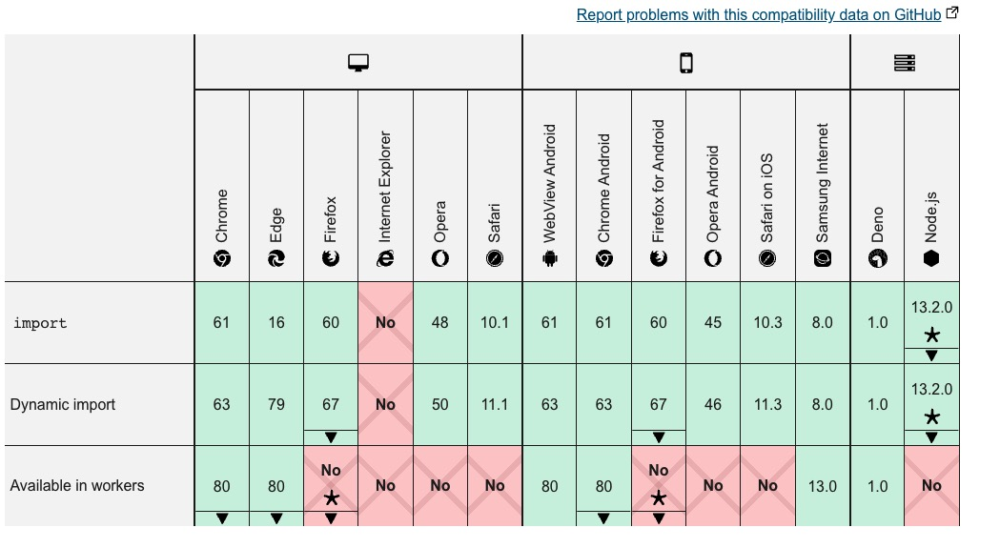 Report problems with this compatibility data on GitHub
Chrome
Edge
Firefox
Internet Explorer
Opera
Safari
WebView Android
Chrome Android
Firefox for Android
Opera Android
Safari on iOS
Samsung Internet
Deno
Node.js
import 61 16 60 No 48 10.1 61 61 60 45 10.3 8.0 1.0 13.2.0
Dynamic import 63 79 67 No 50 11.1 63 63 67 46 11.3 8.0 1.0 13.2.0
Available in workers 80 80 No No No No 80 80 No No No 13.0 1.0 No